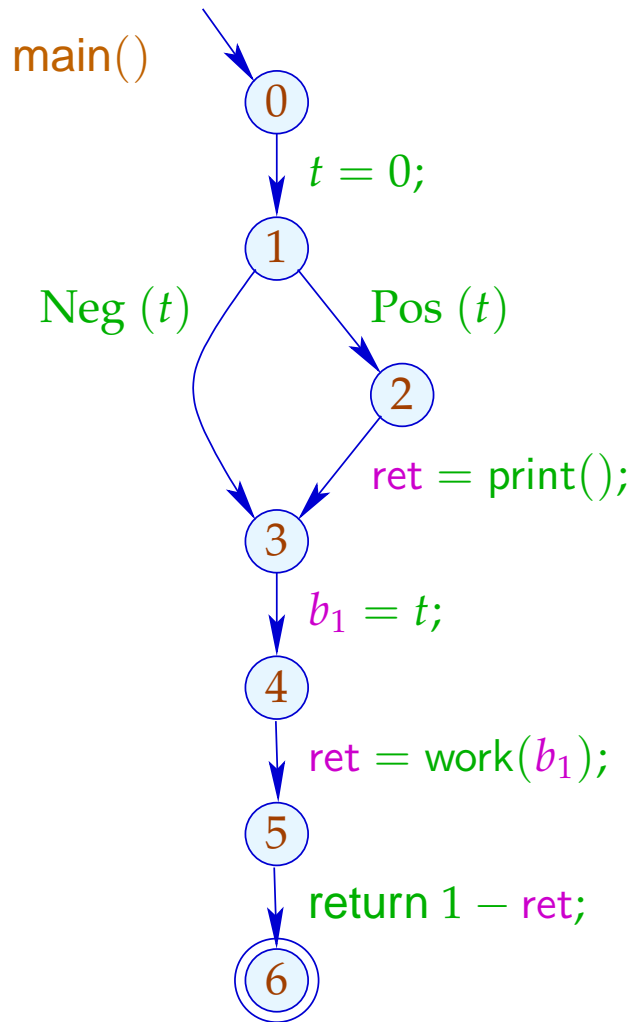 main()
0
t = 0;
1
Neg (t)
Pos (t)
2
ret = print();
3
b₁ = t;
4
ret = work(b₁);
5
return 1 − ret;
6